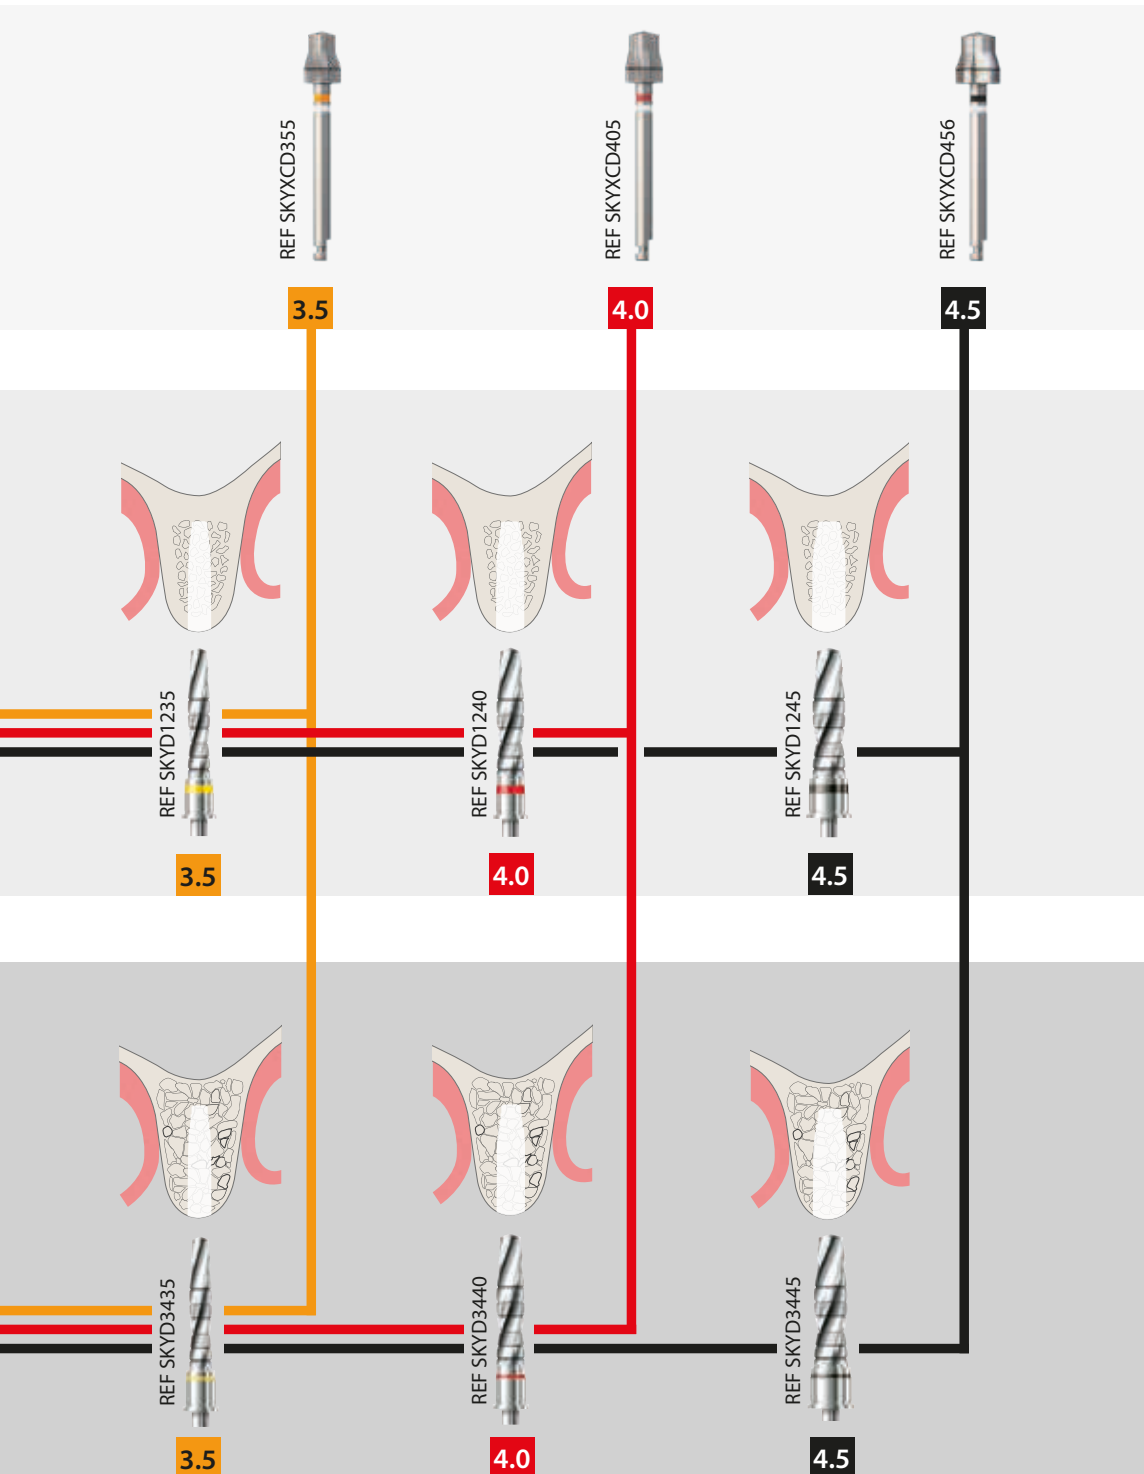 REF SKYXCD355
REF SKYXCD405
REF SKYXCD456
3.5
4.0
4.5
REF SKYD1235
REF SKYD1240
REF SKYD1245
3.5
4.0
4.5
REF SKYD3435
REF SKYD3440
REF SKYD3445
3.5
4.0
4.5